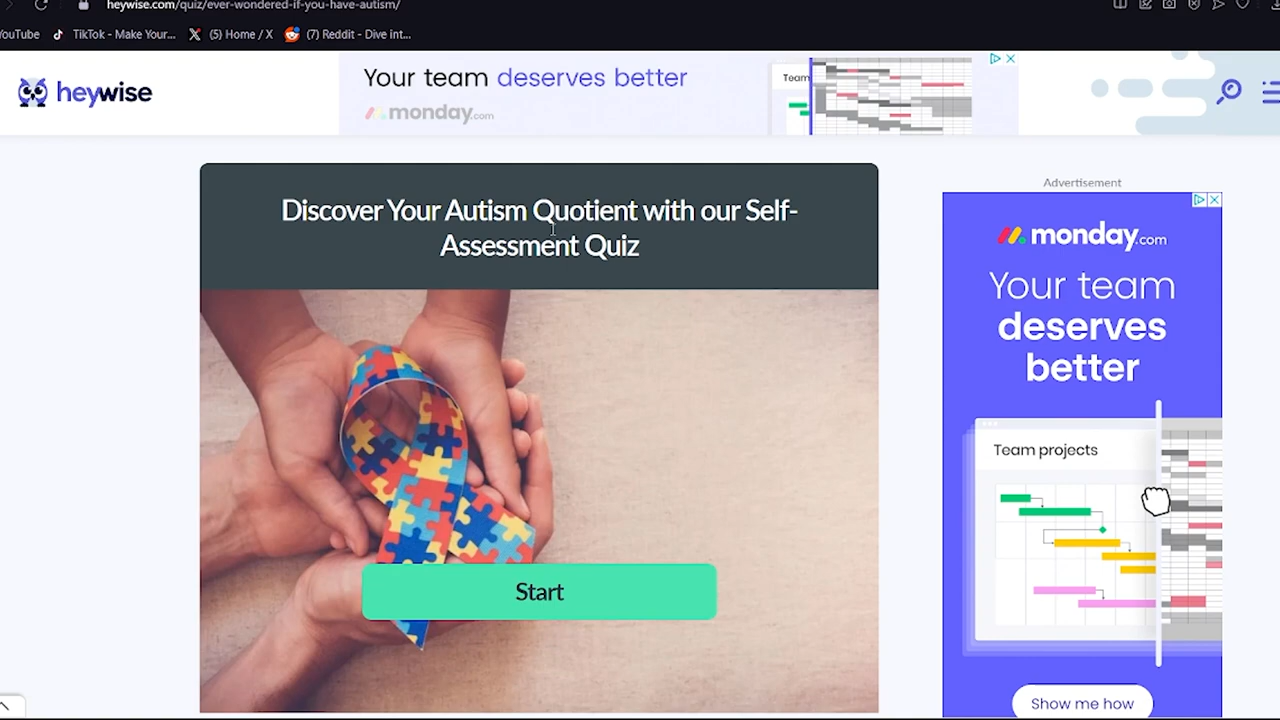 heywise.com/quiz/ever-wondered-if-you-have-autism/
YouTube TikTok - Make Your... (5) Home / X (7) Reddit - Dive int...
heywise
Your team deserves better
monday.com
Team
Advertisement
Discover Your Autism Quotient with our Self-
Assessment Quiz
Start
monday.com
Your team
deserves
better
Team projects
Show me how